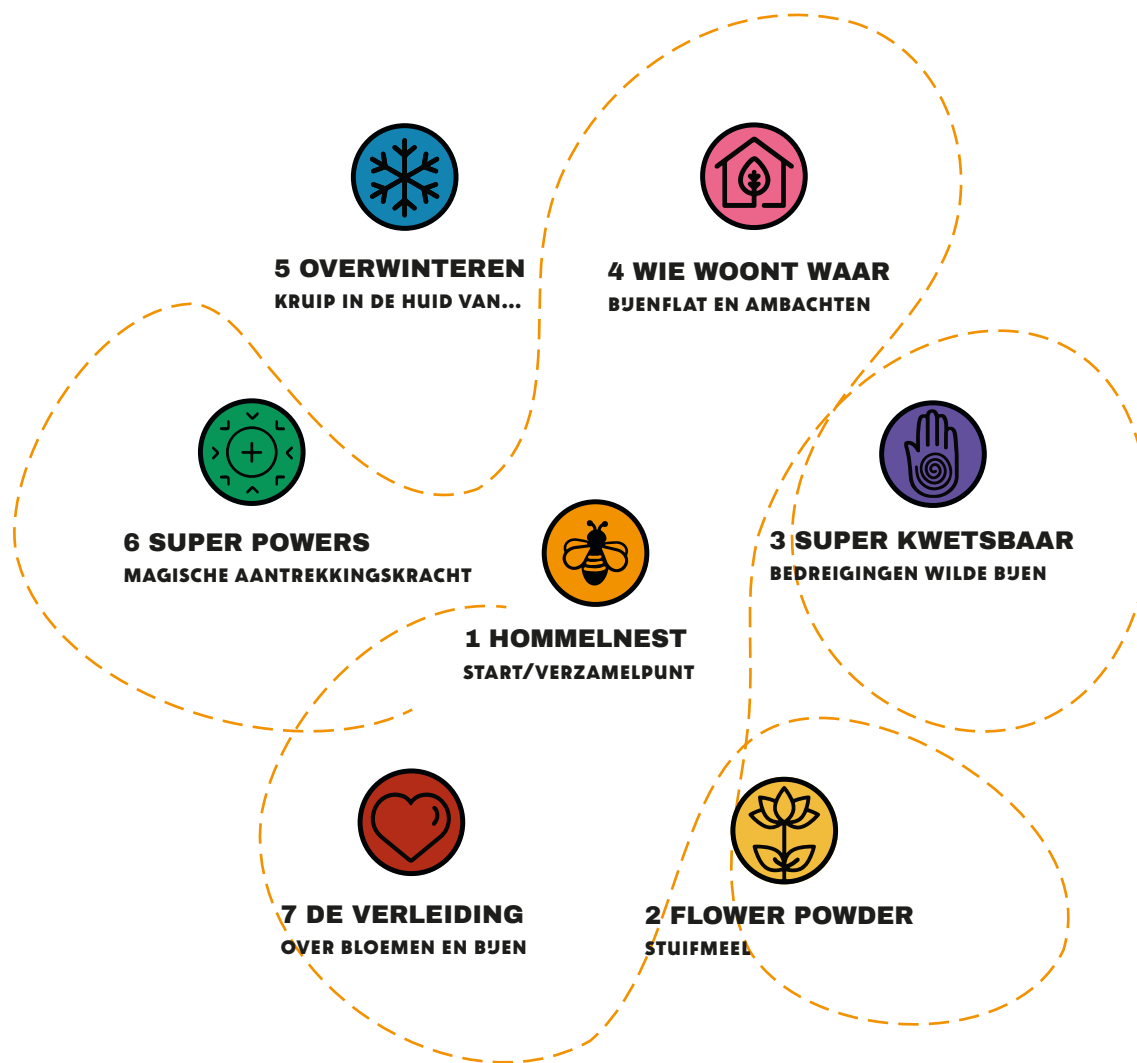 5 OVERWINTEREN
KRUIP IN DE HUID VAN...
4 WIE WOONT WAAR
BIJENFLAT EN AMBACHTEN
6 SUPER POWERS
MAGISCHE AANTREKKINGSKRACHT
3 SUPER KWETSBAAR
BEDREIGINGEN WILDE BIJEN
1 HOMMELNEST
START/VERZAMELPUNT
7 DE VERLEIDING
OVER BLOEMEN EN BIJEN
2 FLOWER POWDER
STUIFMEEL